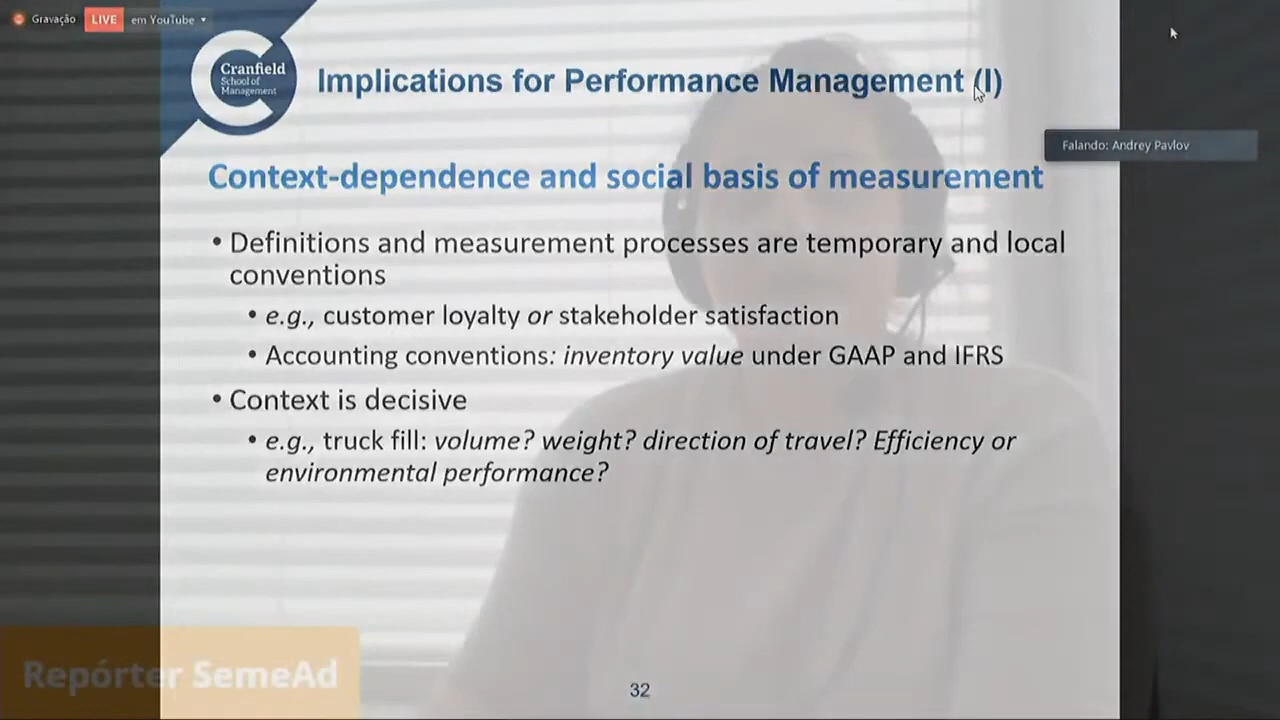 Gravação LIVE em YouTube
Cranfield
School of
Management
Implications for Performance Management (I)
Falando: Andrey Pavlov
Context-dependence and social basis of measurement
• Definitions and measurement processes are temporary and local
conventions
• e.g., customer loyalty or stakeholder satisfaction
• Accounting conventions: inventory value under GAAP and IFRS
• Context is decisive
• e.g., truck fill: volume? weight? direction of travel? Efficiency or
environmental performance?
Repórter SemeAd
32